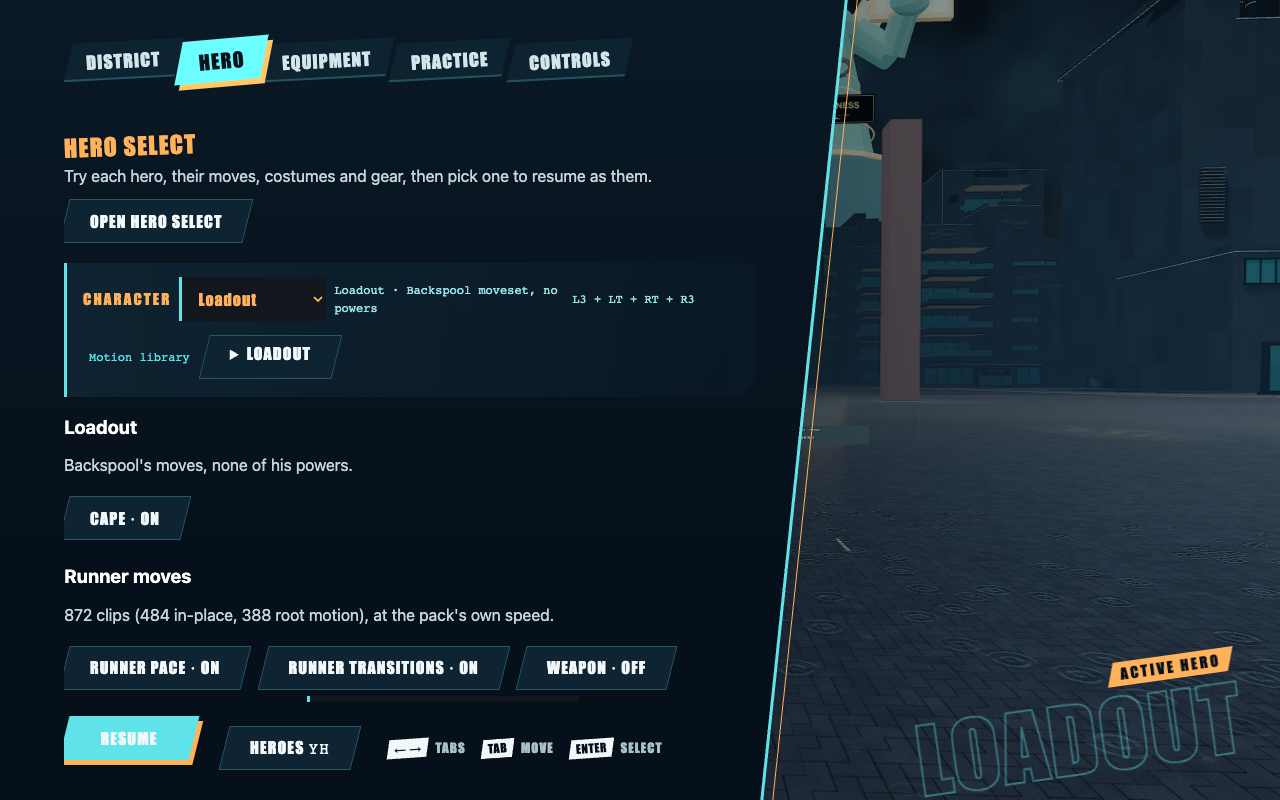 DISTRICT
HERO
EQUIPMENT
PRACTICE
CONTROLS
HERO SELECT
Try each hero, their moves, costumes and gear, then pick one to resume as them.
OPEN HERO SELECT
CHARACTER
Loadout
Loadout · Backspool moveset, no
powers
L3 + LT + RT + R3
Motion library
▶ LOADOUT
Loadout
Backspool's moves, none of his powers.
CAPE · ON
Runner moves
872 clips (484 in-place, 388 root motion), at the pack's own speed.
RUNNER PACE · ON
RUNNER TRANSITIONS · ON
WEAPON · OFF
RESUME
HEROES YH
←→ TABS
TAB MOVE
ENTER SELECT
NESS
ACTIVE HERO
LOADOUT